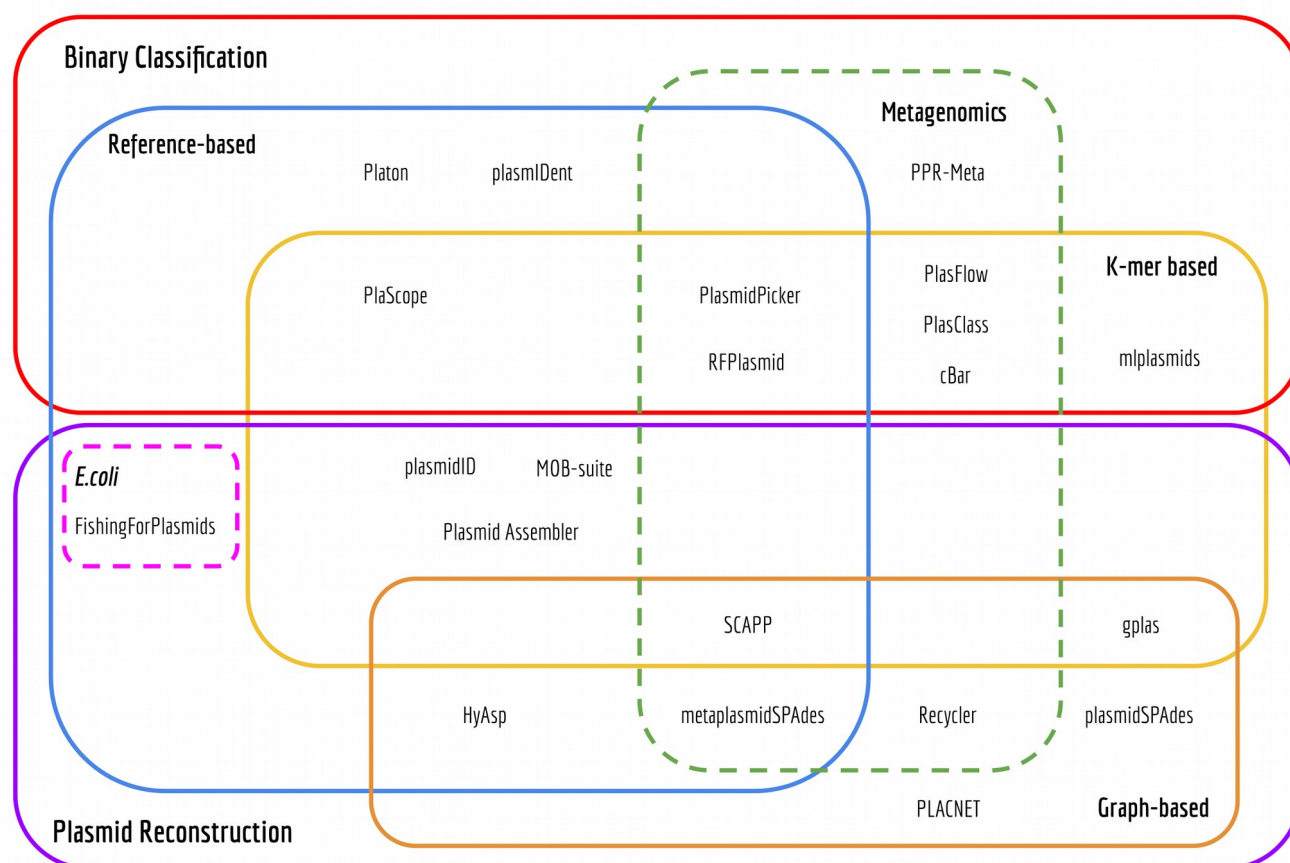 Binary Classification
Metagenomics
Reference-based
Platon
plasmIDent
PPR-Meta
K-mer based
PlasFlow
PlaScope
PlasmidPicker
PlasClass
RFPlasmid
mlplasmids
cBar
E.coli
plasmidID
MOB-suite
FishingForPlasmids
Plasmid Assembler
SCAPP
gplas
HyAsp
metaplasmidSPAdes
Recycler
plasmidSPAdes
PLACNET
Graph-based
Plasmid Reconstruction